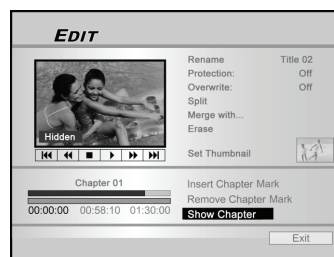 EDIT
Rename Title 02
Protection: Off
Overwrite: Off
Split
Merge with...
Erase
Hidden
Set Thumbnail
Chapter 01
00:00:00 00:58:10 01:30:00
Insert Chapter Mark
Remove Chapter Mark
Show Chapter
Exit